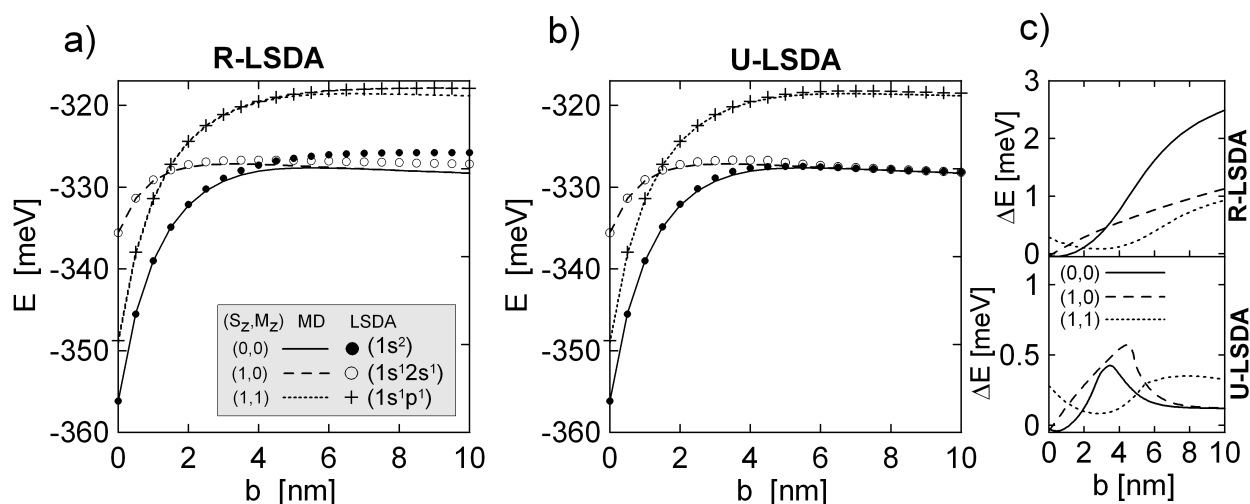 a)
R-LSDA
-320
-330
-340
-350
-360
E [meV]
0 2 4 6 8 10
b [nm]
(S_Z,M_Z) MD LSDA
(0,0) (1s²)
(1,0) (1s¹2s¹)
(1,1) (1s¹p¹)
b)
U-LSDA
-320
-330
-340
-350
-360
E [meV]
0 2 4 6 8 10
b [nm]
c)
3
2
1
0
ΔE [meV]
R-LSDA
1
0.5
0
ΔE [meV]
(0,0)
(1,0)
(1,1)
U-LSDA
0 2 4 6 8 10
b [nm]